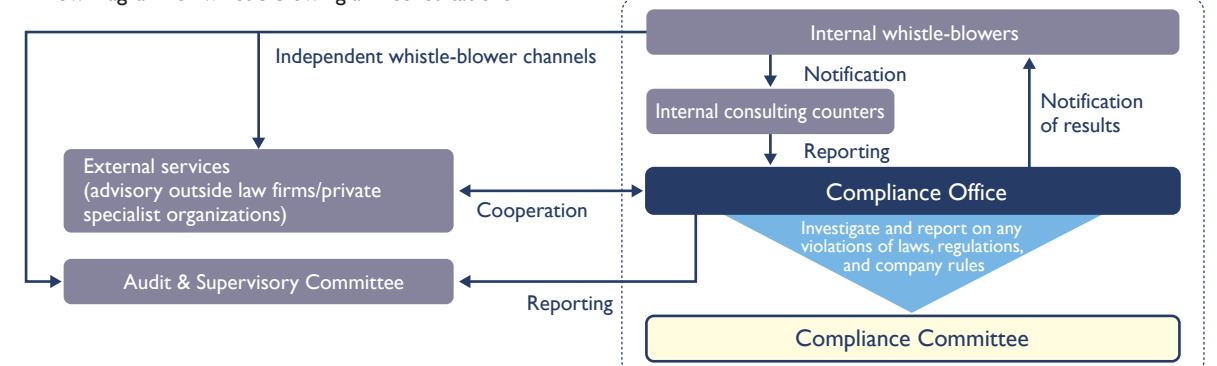 Internal whistle-blowers
Independent whistle-blower channels
Notification
Internal consulting counters
Notification
of results
Reporting
External services
(advisory outside law firms/private
specialist organizations)
Cooperation
Compliance Office
Investigate and report on any
violations of laws, regulations,
and company rules
Audit & Supervisory Committee
Reporting
Compliance Committee